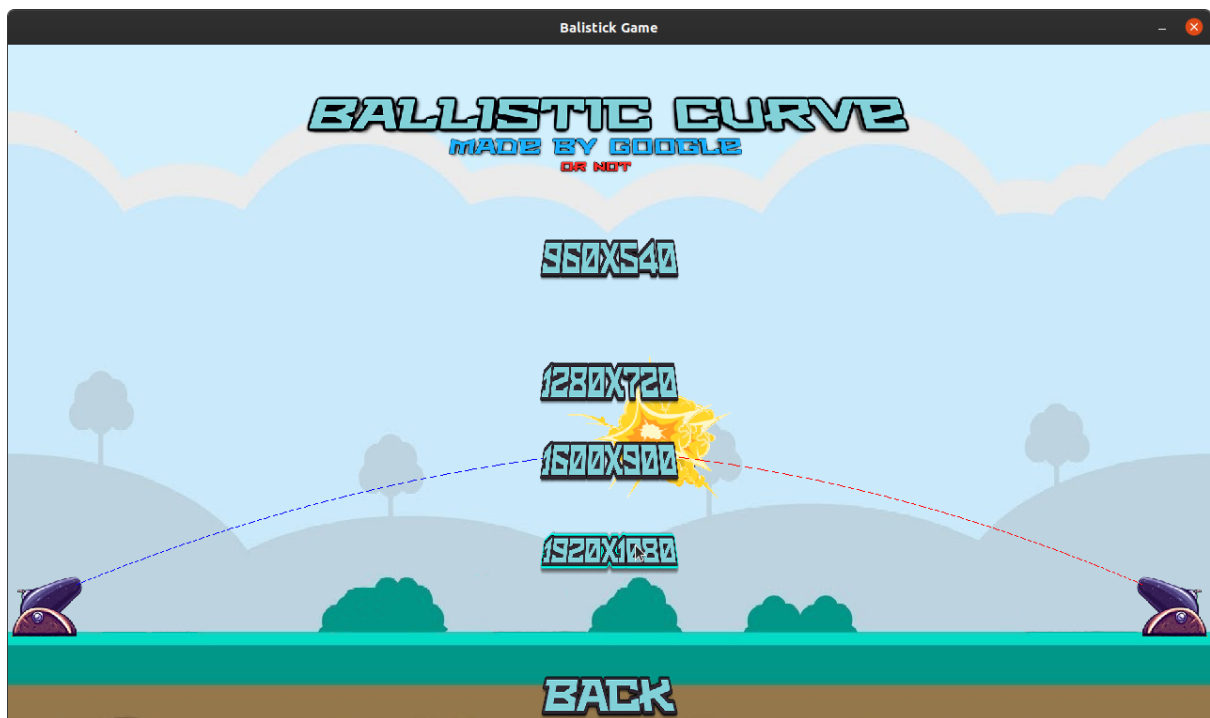 Balistick Game
BALLISTIC CURVE
MADE BY GOOGLE
OR NOT
960X540
1280X720
1600X900
1920X1080
BACK